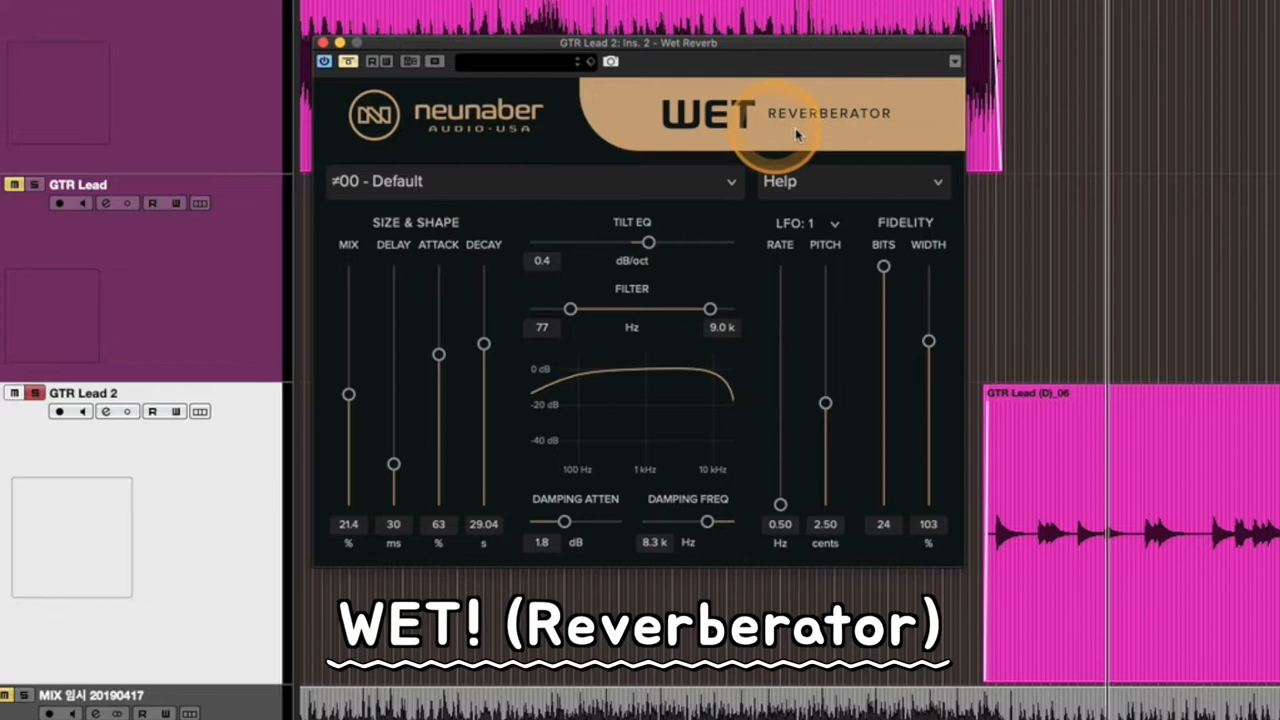 GTR Lead 2: Ins. 2 - Wet Reverb
R W
neunaber
AUDIO·USA
WET REVERBERATOR
≠00 - Default
Help
m S GTR Lead
e R W
SIZE & SHAPE
TILT EQ
LFO: 1
FIDELITY
MIX DELAY ATTACK DECAY
RATE PITCH BITS WIDTH
0.4 dB/oct
FILTER
77 Hz 9.0 k
0 dB
-20 dB
-40 dB
100 Hz 1 kHz 10 kHz
m S GTR Lead 2
e R W
GTR Lead (D)_06
DAMPING ATTEN DAMPING FREQ
21.4 30 63 29.04
% ms % s
1.8 dB 8.3 k Hz
0.50 2.50 24 103
Hz cents %
WET! (Reverberator)
m S MIX 임시 20190417
e R W